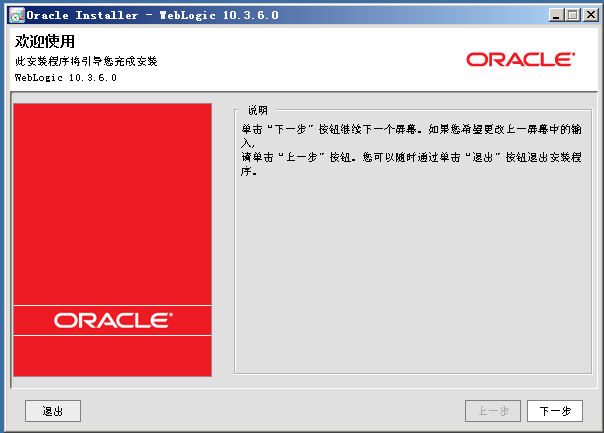 Oracle Installer - WebLogic 10.3.6.0
欢迎使用
此安装程序将引导您完成安装
WebLogic 10.3.6.0
ORACLE®
说明
单击“下一步”按钮继续下一个屏幕。如果您希望更改上一屏幕中的输
入,
请单击“上一步”按钮。您可以随时通过单击“退出”按钮退出安装程
序。
ORACLE®
退出
上一步
下一步